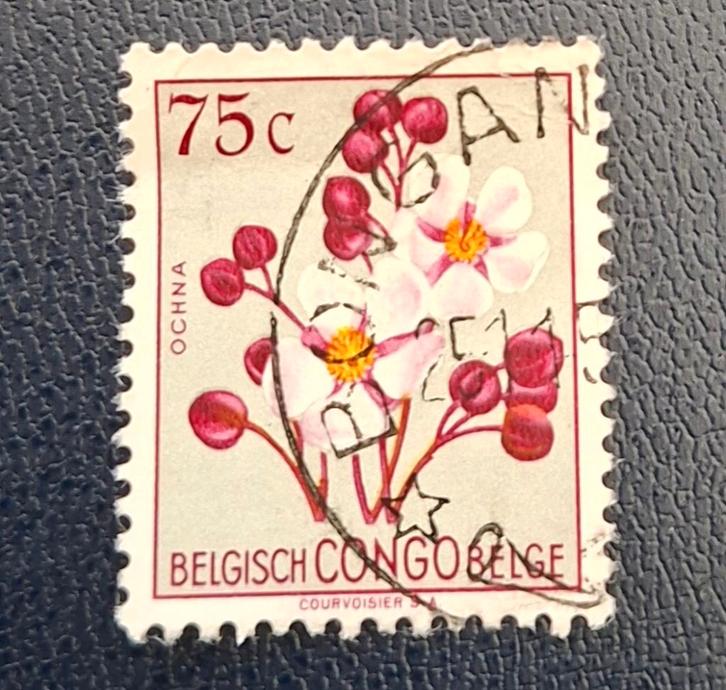 75c
OCHNA
BELGISCH CONGO BELGE
COURVOISIER S.A